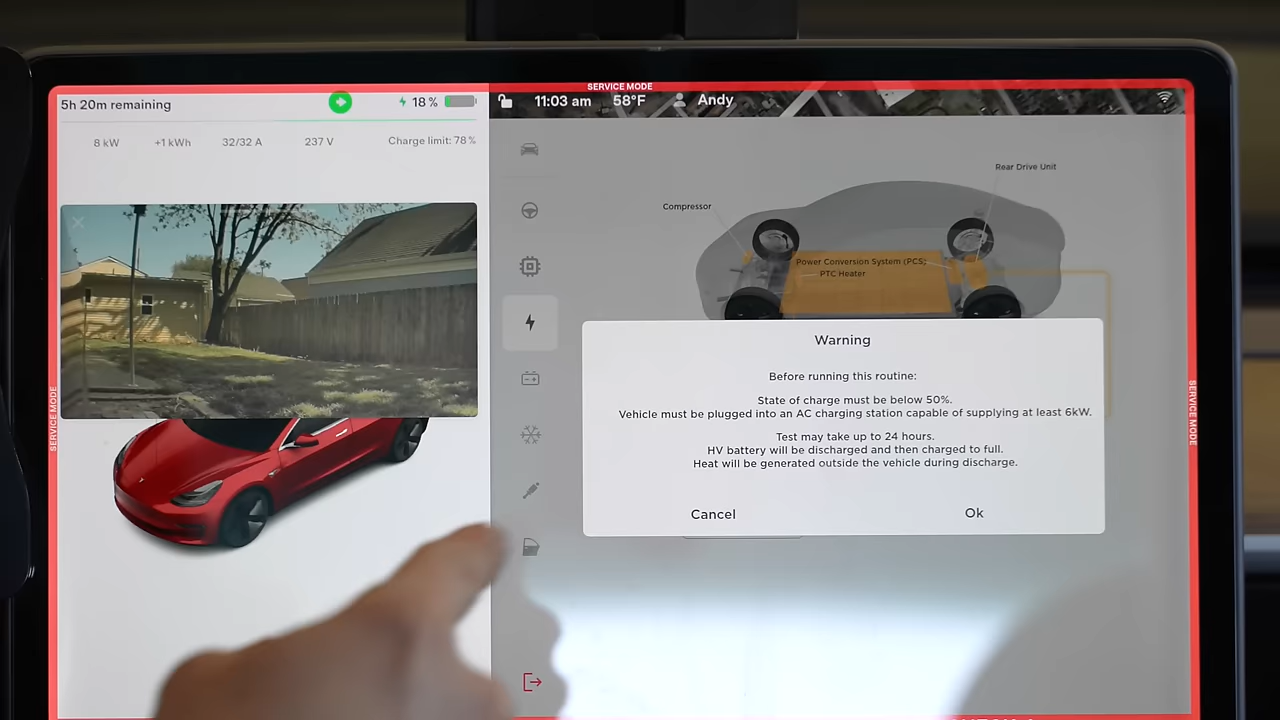 SERVICE MODE
5h 20m remaining
18 %
11:03 am
58°F
Andy
8 kW
+1 kWh
32/32 A
237 V
Charge limit: 78 %
Rear Drive Unit
Compressor
Power Conversion System (PCS)
PTC Heater
Warning
Before running this routine:
State of charge must be below 50%.
Vehicle must be plugged into an AC charging station capable of supplying at least 6kW.
Test may take up to 24 hours.
HV battery will be discharged and then charged to full.
Heat will be generated outside the vehicle during discharge.
Cancel
Ok
SERVICE MODE
SERVICE MODE